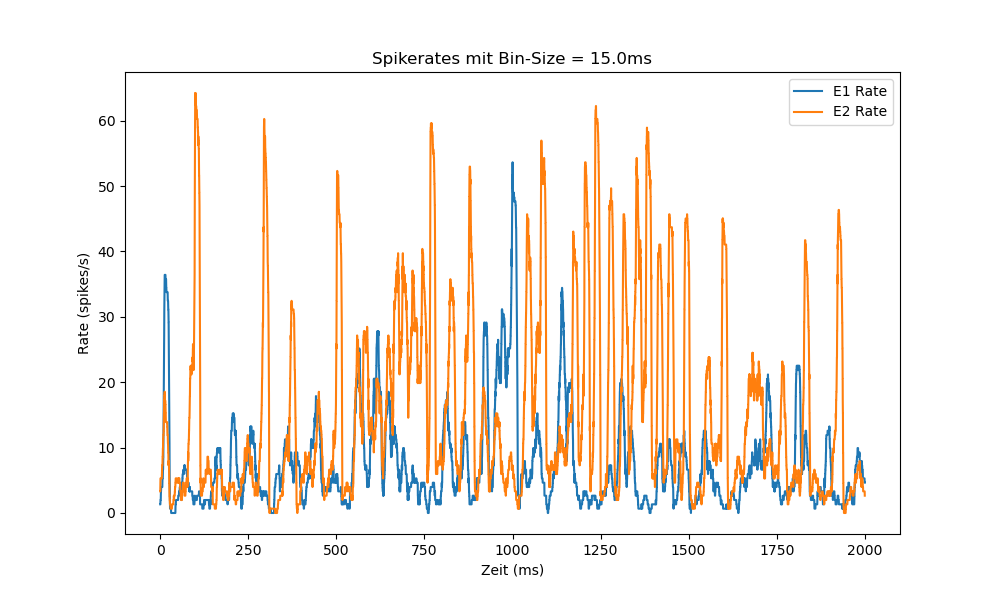 Spikerates mit Bin-Size = 15.0ms
E1 Rate
E2 Rate
Rate (spikes/s)
60
50
40
30
20
10
0
0 250 500 750 1000 1250 1500 1750 2000
Zeit (ms)